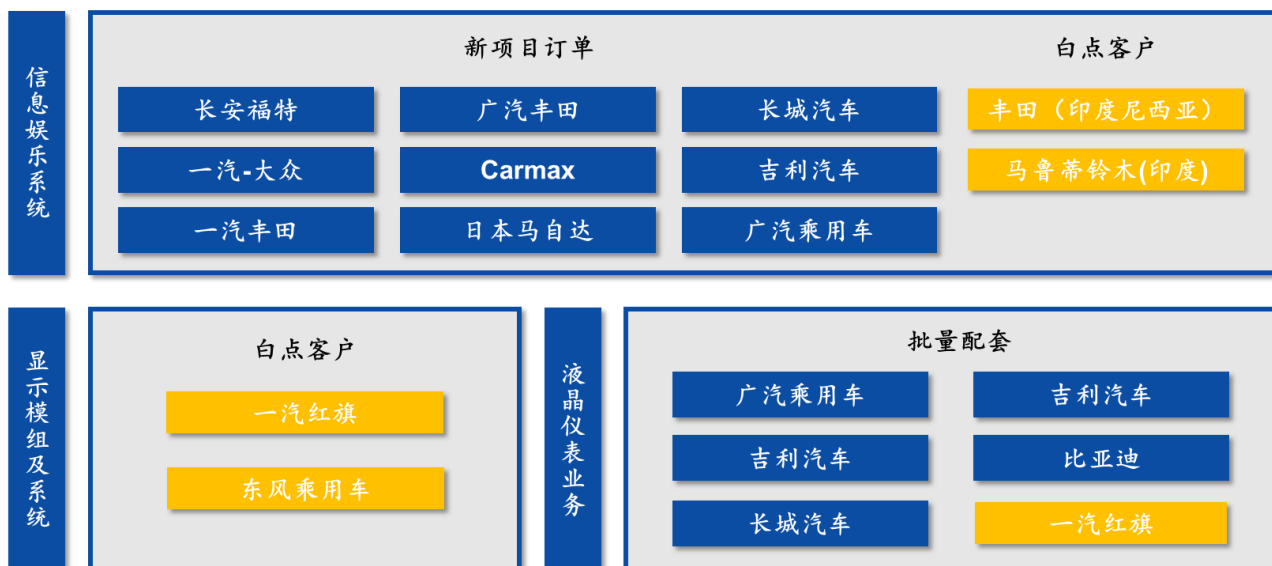 信息娱乐系统
新项目订单
白点客户
长安福特
广汽丰田
长城汽车
丰田（印度尼西亚）
一汽-大众
Carmax
吉利汽车
马鲁蒂铃木(印度)
一汽丰田
日本马自达
广汽乘用车
显示模组及系统
白点客户
一汽红旗
东风乘用车
液晶仪表业务
批量配套
广汽乘用车
吉利汽车
吉利汽车
比亚迪
长城汽车
一汽红旗